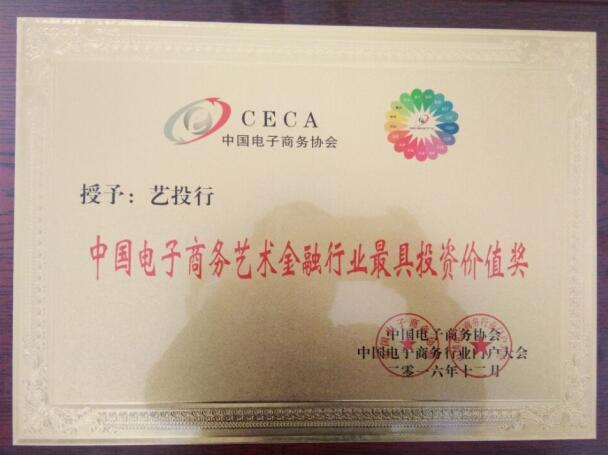 CECA
中国电子商务协会
授予：艺投行
中国电子商务艺术金融行业最具投资价值奖
中国电子商务协会
中国电子商务行业门户大会
二零一六年十二月